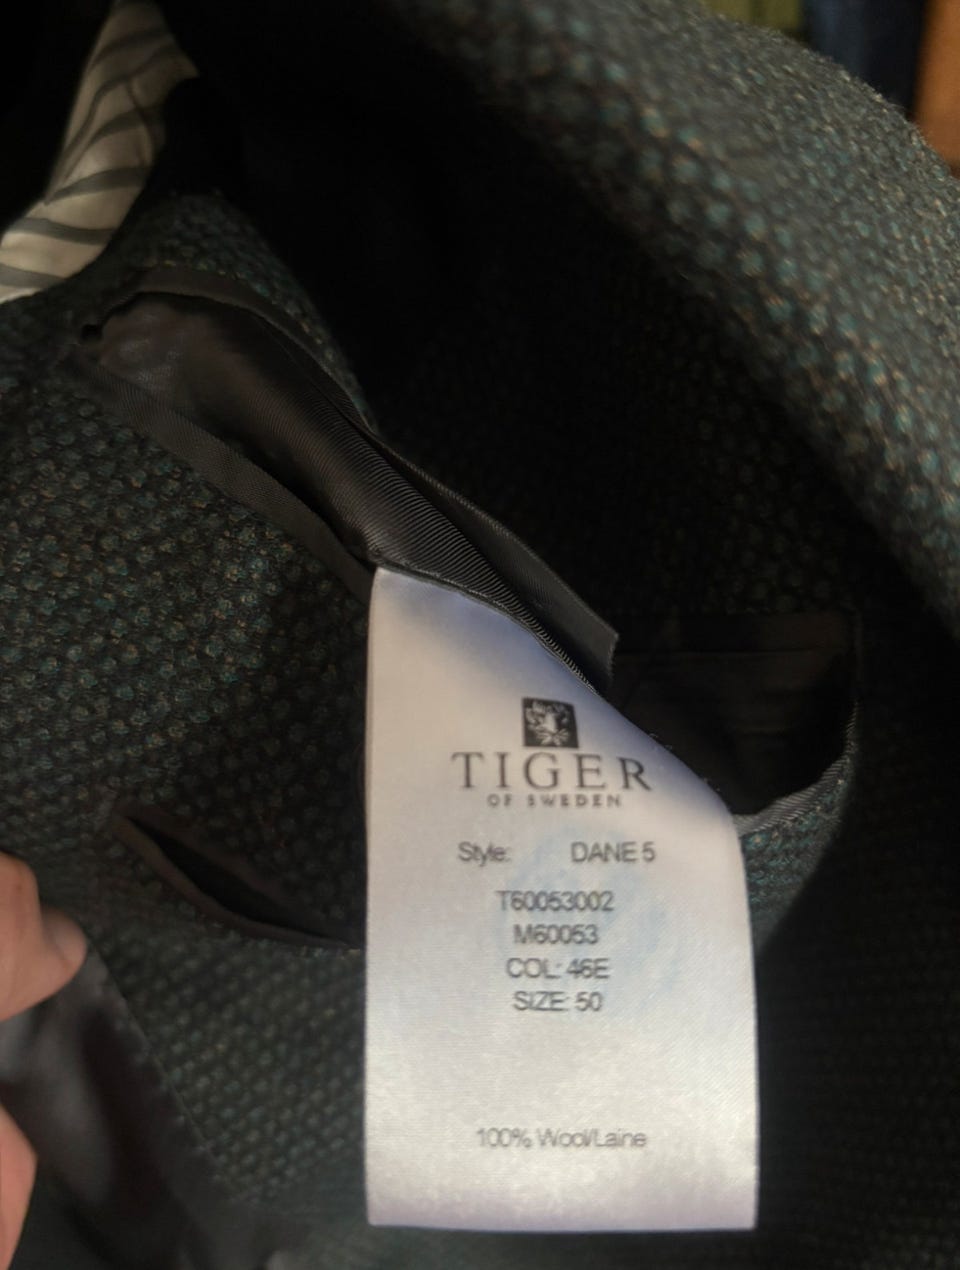 TIGER
OF SWEDEN
Style: DANE 5
T60053002
M60053
COL: 46E
SIZE: 50
100% Wool/Laine